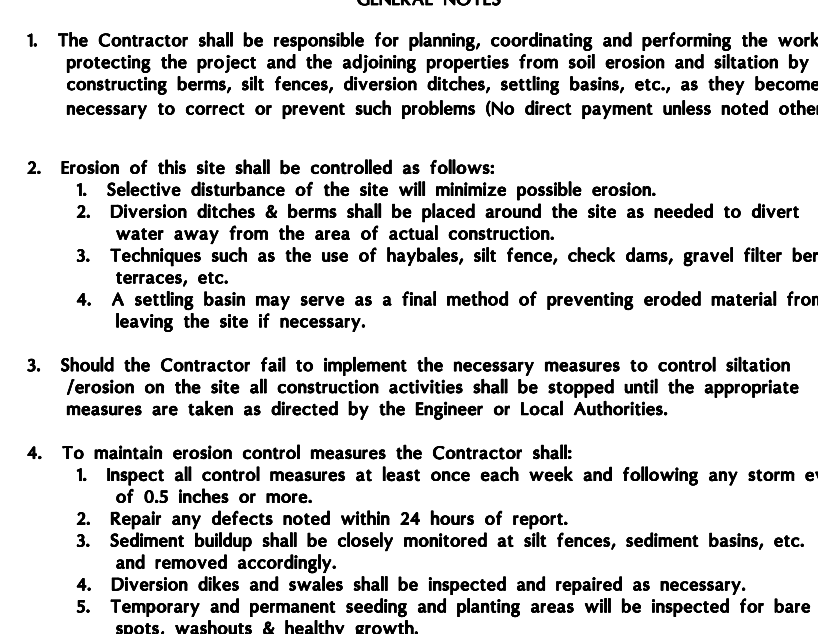 GENERAL NOTES
1. The Contractor shall be responsible for planning, coordinating and performing the work
protecting the project and the adjoining properties from soil erosion and siltation by
constructing berms, silt fences, diversion ditches, settling basins, etc., as they become
necessary to correct or prevent such problems (No direct payment unless noted other
2. Erosion of this site shall be controlled as follows:
1. Selective disturbance of the site will minimize possible erosion.
2. Diversion ditches & berms shall be placed around the site as needed to divert
water away from the area of actual construction.
3. Techniques such as the use of haybales, silt fence, check dams, gravel filter ber
terraces, etc.
4. A settling basin may serve as a final method of preventing eroded material from
leaving the site if necessary.
3. Should the Contractor fail to implement the necessary measures to control siltation
/erosion on the site all construction activities shall be stopped until the appropriate
measures are taken as directed by the Engineer or Local Authorities.
4. To maintain erosion control measures the Contractor shall:
1. Inspect all control measures at least once each week and following any storm ev
of 0.5 inches or more.
2. Repair any defects noted within 24 hours of report.
3. Sediment buildup shall be closely monitored at silt fences, sediment basins, etc.
and removed accordingly.
4. Diversion dikes and swales shall be inspected and repaired as necessary.
5. Temporary and permanent seeding and planting areas will be inspected for bare
spots, washouts & healthy growth.